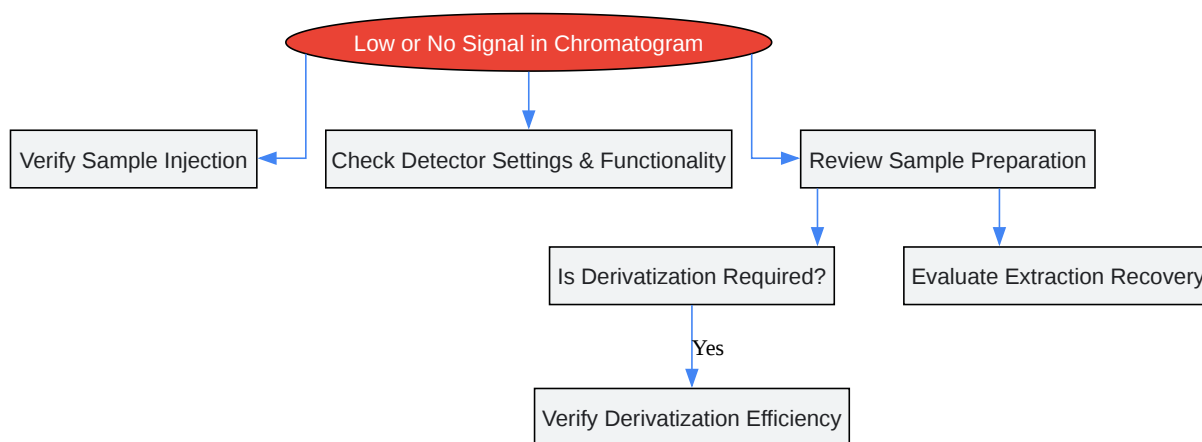 Low or No Signal in Chromatogram
Verify Sample Injection
Check Detector Settings & Functionality
Review Sample Preparation
Is Derivatization Required?
Evaluate Extraction Recovery
Yes
Verify Derivatization Efficiency